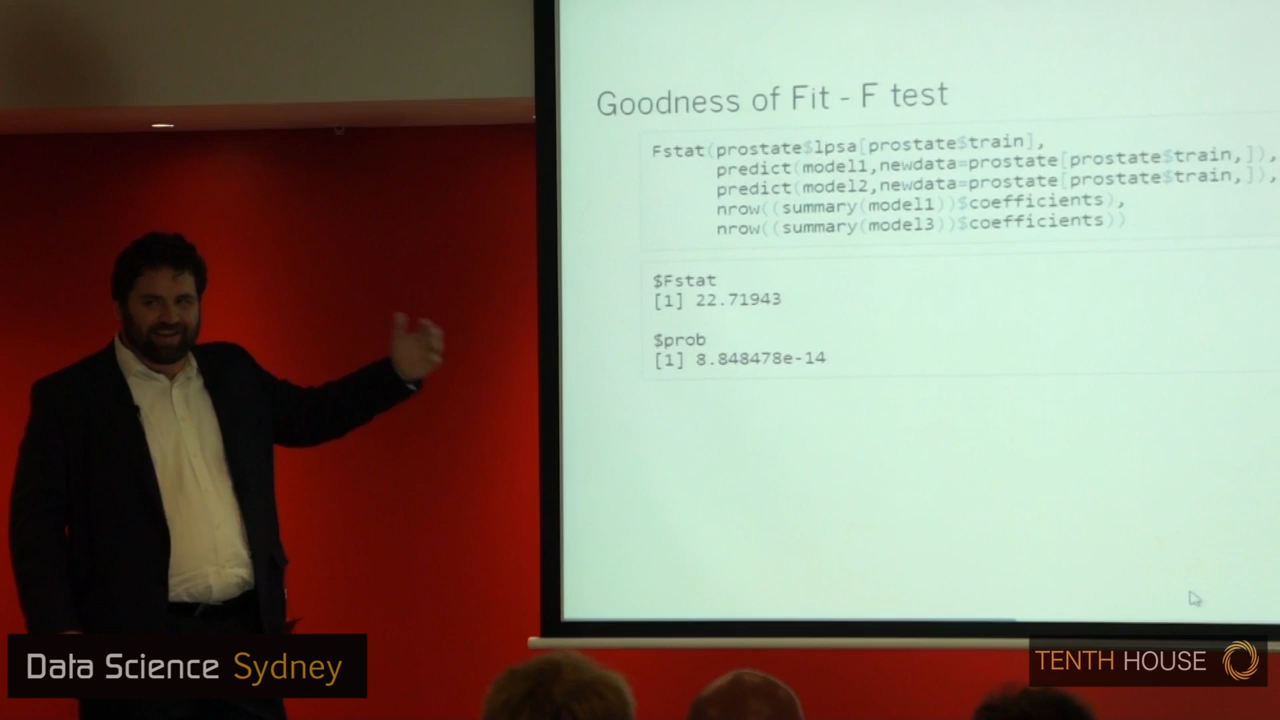 Goodness of Fit - F test
Fstat(prostate$lpsa[prostate$train],
predict(model1,newdata=prostate[prostate$train,]),
predict(model2,newdata=prostate[prostate$train,]),
nrow((summary(model1))$coefficients),
nrow((summary(model3))$coefficients))
$Fstat
[1] 22.71943
$prob
[1] 8.848478e-14
Data Science Sydney
TENTH HOUSE